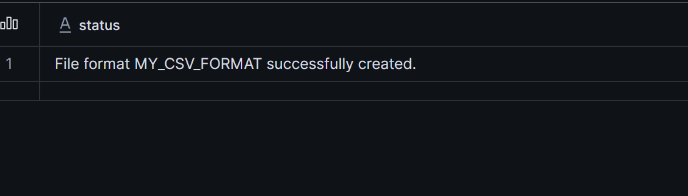 A status
1 File format MY_CSV_FORMAT successfully created.